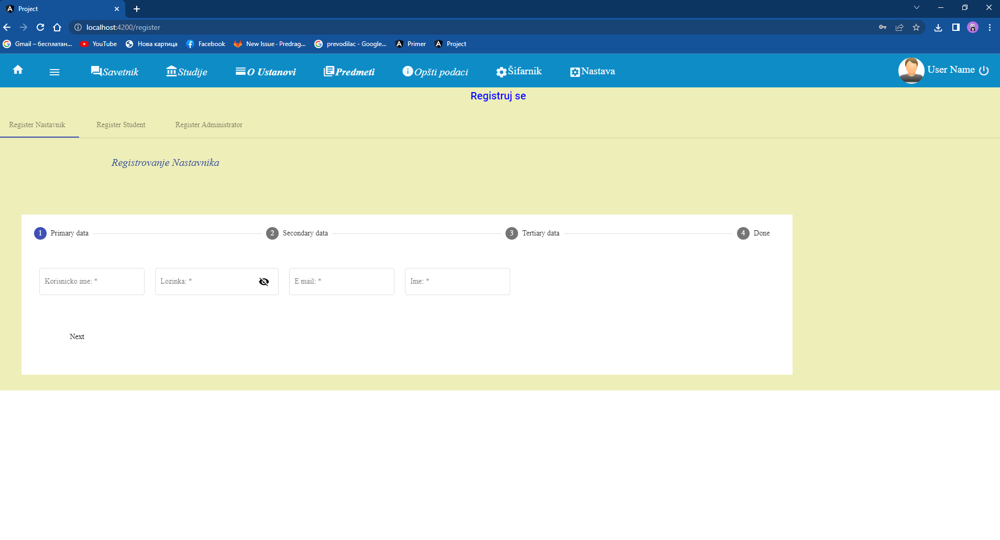 Project
localhost:4200/register
Gmail – бесплатан... YouTube Нова картица Facebook New Issue · Predrag... prevodilac - Google... Primer Project
Savetnik Studije O Ustanovi Predmeti Opšti podaci Šifarnik Nastava User Name
Registruj se
Register Nastavnik Register Student Register Administrator
Registrovanje Nastavnika
1 Primary data 2 Secondary data 3 Tertiary data 4 Done
Korisnicko ime: * Lozinka: * E mail: * Ime: *
Next